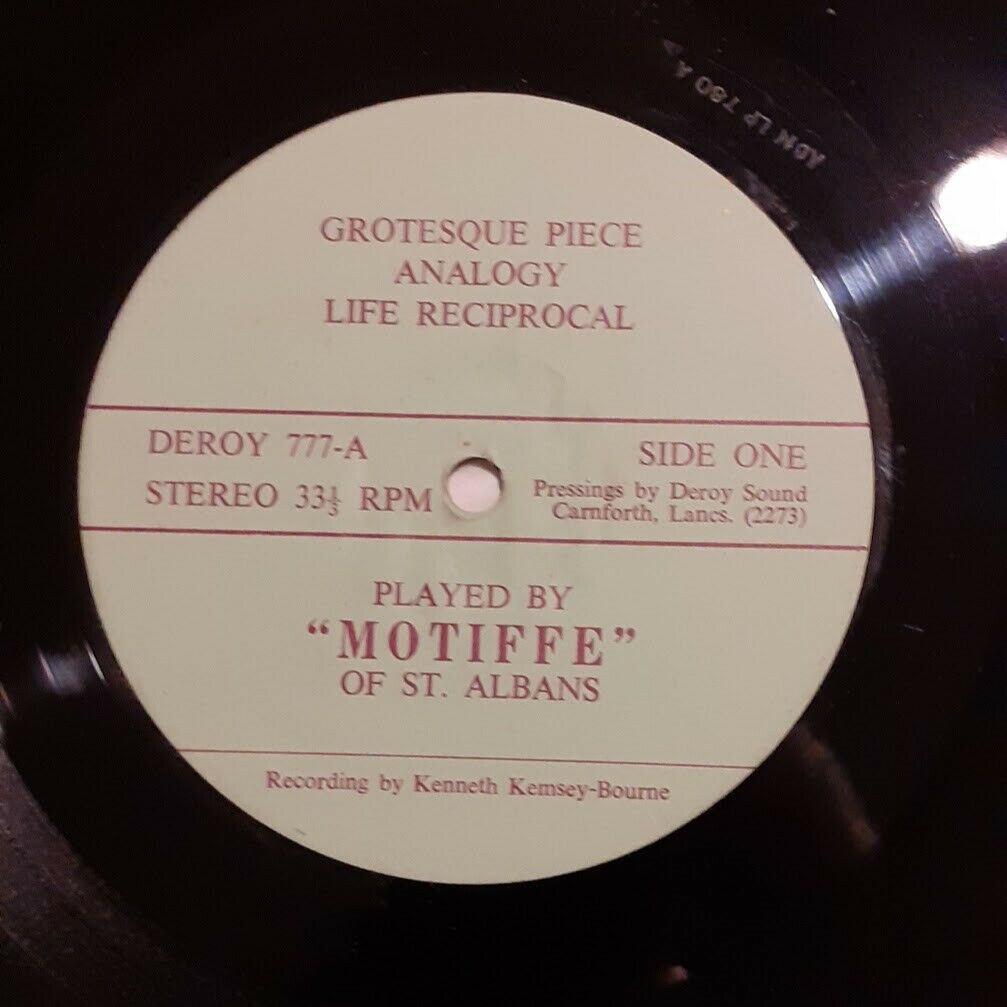 GROTESQUE PIECE
ANALOGY
LIFE RECIPROCAL
DEROY 777-A
STEREO 33⅓ RPM
SIDE ONE
Pressings by Deroy Sound
Carnforth, Lancs. (2273)
PLAYED BY
“MOTIFFE”
OF ST. ALBANS
Recording by Kenneth Kemsey-Bourne